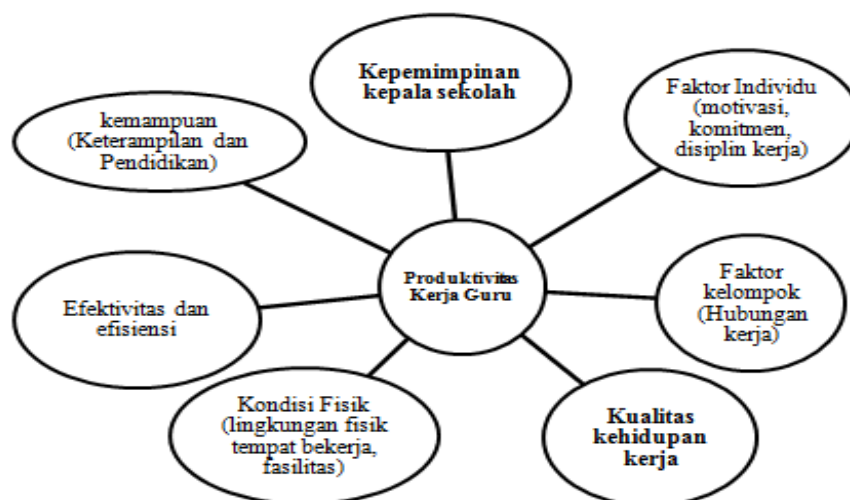 Kepemimpinan
kepala sekolah
Faktor Individu
(motivasi,
komitmen,
disiplin kerja)
kemampuan
(Keterampilan dan
Pendidikan)
Produktivitas
Kerja Guru
Faktor
kelompok
(Hubungan
kerja)
Efektivitas dan
efisiensi
Kondisi Fisik
(lingkungan fisik
tempat bekerja,
fasilitas)
Kualitas
kehidupan
kerja